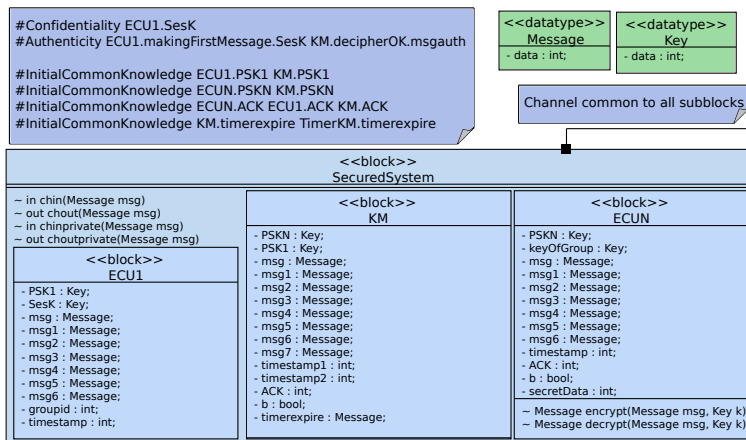 #Confidentiality ECU1.SesK
#Authenticity ECU1.makingFirstMessage.SesK KM.decipherOK.msgauth
#InitialCommonKnowledge ECU1.PSK1 KM.PSK1
#InitialCommonKnowledge ECUN.PSKN KM.PSKN
#InitialCommonKnowledge ECUN.ACK ECU1.ACK KM.ACK
#InitialCommonKnowledge KM.timerexpire TimerKM.timerexpire
<<datatype>>
Message
- data : int;
<<datatype>>
Key
- data : int;
Channel common to all subblocks
<<block>>
SecuredSystem
~ in chin(Message msg)
~ out chout(Message msg)
~ in chinprivate(Message msg)
~ out choutprivate(Message msg)
<<block>>
ECU1
- PSK1 : Key;
- SesK : Key;
- msg : Message;
- msg1 : Message;
- msg2 : Message;
- msg3 : Message;
- msg4 : Message;
- msg5 : Message;
- msg6 : Message;
- groupid : int;
- timestamp : int;
<<block>>
KM
- PSKN : Key;
- PSK1 : Key;
- msg : Message;
- msg1 : Message;
- msg2 : Message;
- msg3 : Message;
- msg4 : Message;
- msg5 : Message;
- msg6 : Message;
- msg7 : Message;
- timestamp1 : int;
- timestamp2 : int;
- ACK : int;
- b : bool;
- timerexpire : Message;
<<block>>
ECUN
- PSKN : Key;
- keyOfGroup : Key;
- msg : Message;
- msg1 : Message;
- msg2 : Message;
- msg3 : Message;
- msg4 : Message;
- msg5 : Message;
- msg6 : Message;
- timestamp : int;
- ACK : int;
- b : bool;
- secretData : int;
~ Message encrypt(Message msg, Key k)
~ Message decrypt(Message msg, Key k)